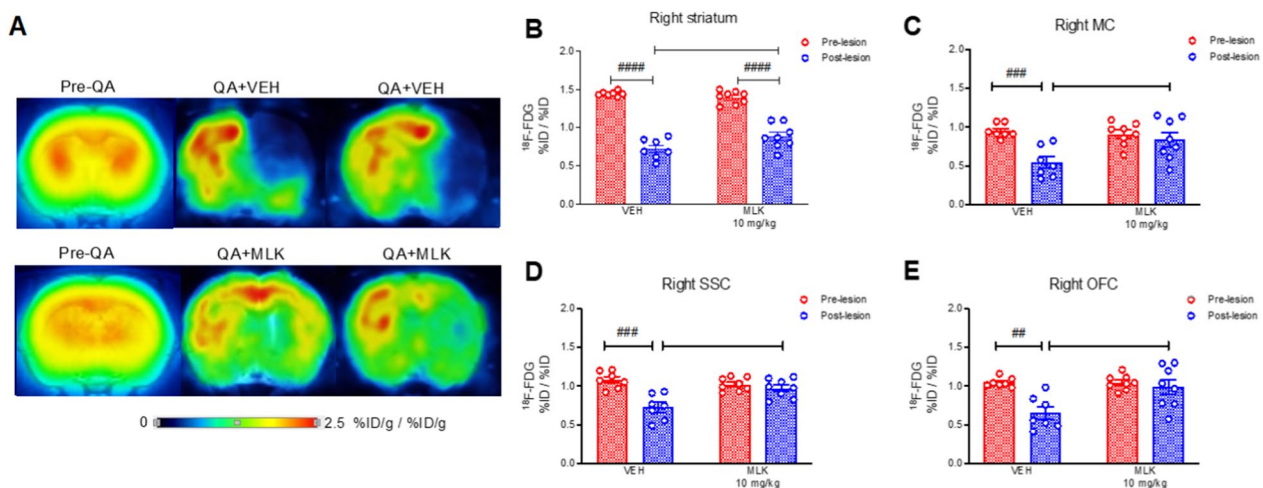 A
Pre-QA
QA+VEH
QA+VEH
Pre-QA
QA+MLK
QA+MLK
0
2.5 %ID/g / %ID/g
B
Right striatum
Pre-lesion
Post-lesion
####
####
2.0
1.5
1.0
0.5
0.0
¹⁸F-FDG
%ID / %ID
VEH
MLK
10 mg/kg
C
Right MC
Pre-lesion
Post-lesion
###
2.0
1.5
1.0
0.5
0.0
¹⁸F-FDG
%ID / %ID
VEH
MLK
10 mg/kg
D
Right SSC
Pre-lesion
Post-lesion
###
2.0
1.5
1.0
0.5
0.0
¹⁸F-FDG
%ID / %ID
VEH
MLK
10 mg/kg
E
Right OFC
Pre-lesion
Post-lesion
##
2.0
1.5
1.0
0.5
0.0
¹⁸F-FDG
%ID / %ID
VEH
MLK
10 mg/kg